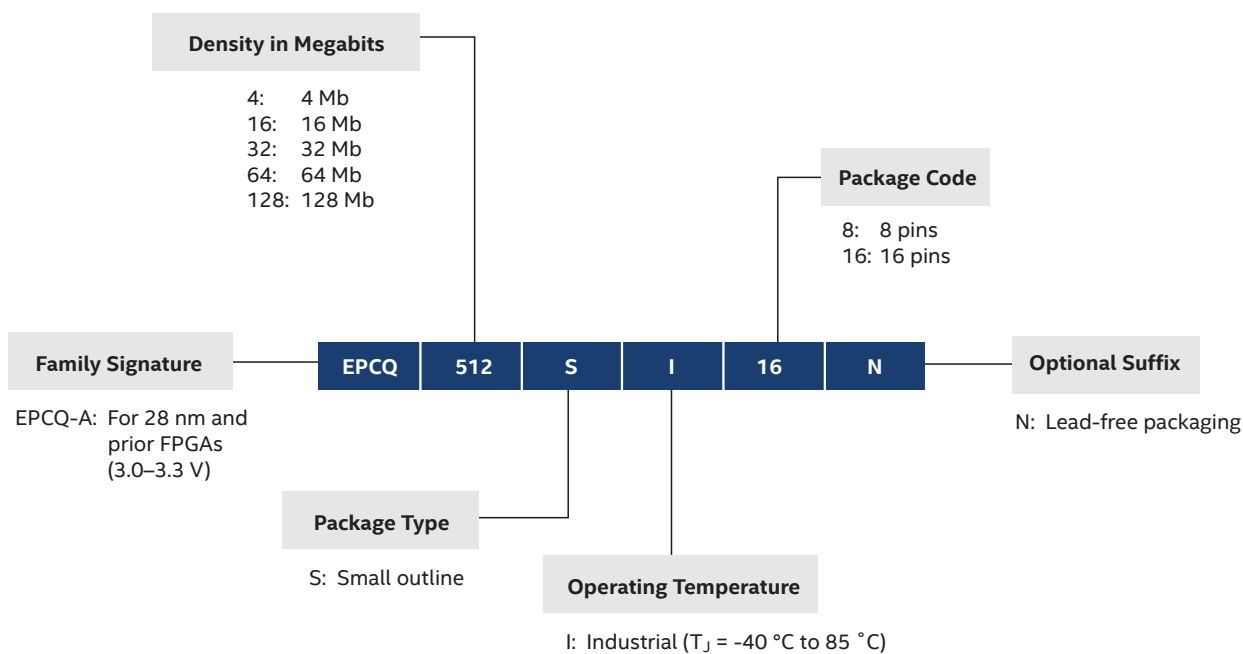 Density in Megabits
4: 4 Mb
16: 16 Mb
32: 32 Mb
64: 64 Mb
128: 128 Mb
Package Code
8: 8 pins
16: 16 pins
Family Signature
EPCQ-A: For 28 nm and
prior FPGAs
(3.0–3.3 V)
EPCQ 512 S I 16 N
Optional Suffix
N: Lead-free packaging
Package Type
S: Small outline
Operating Temperature
I: Industrial (TJ = -40 °C to 85 ˚C)